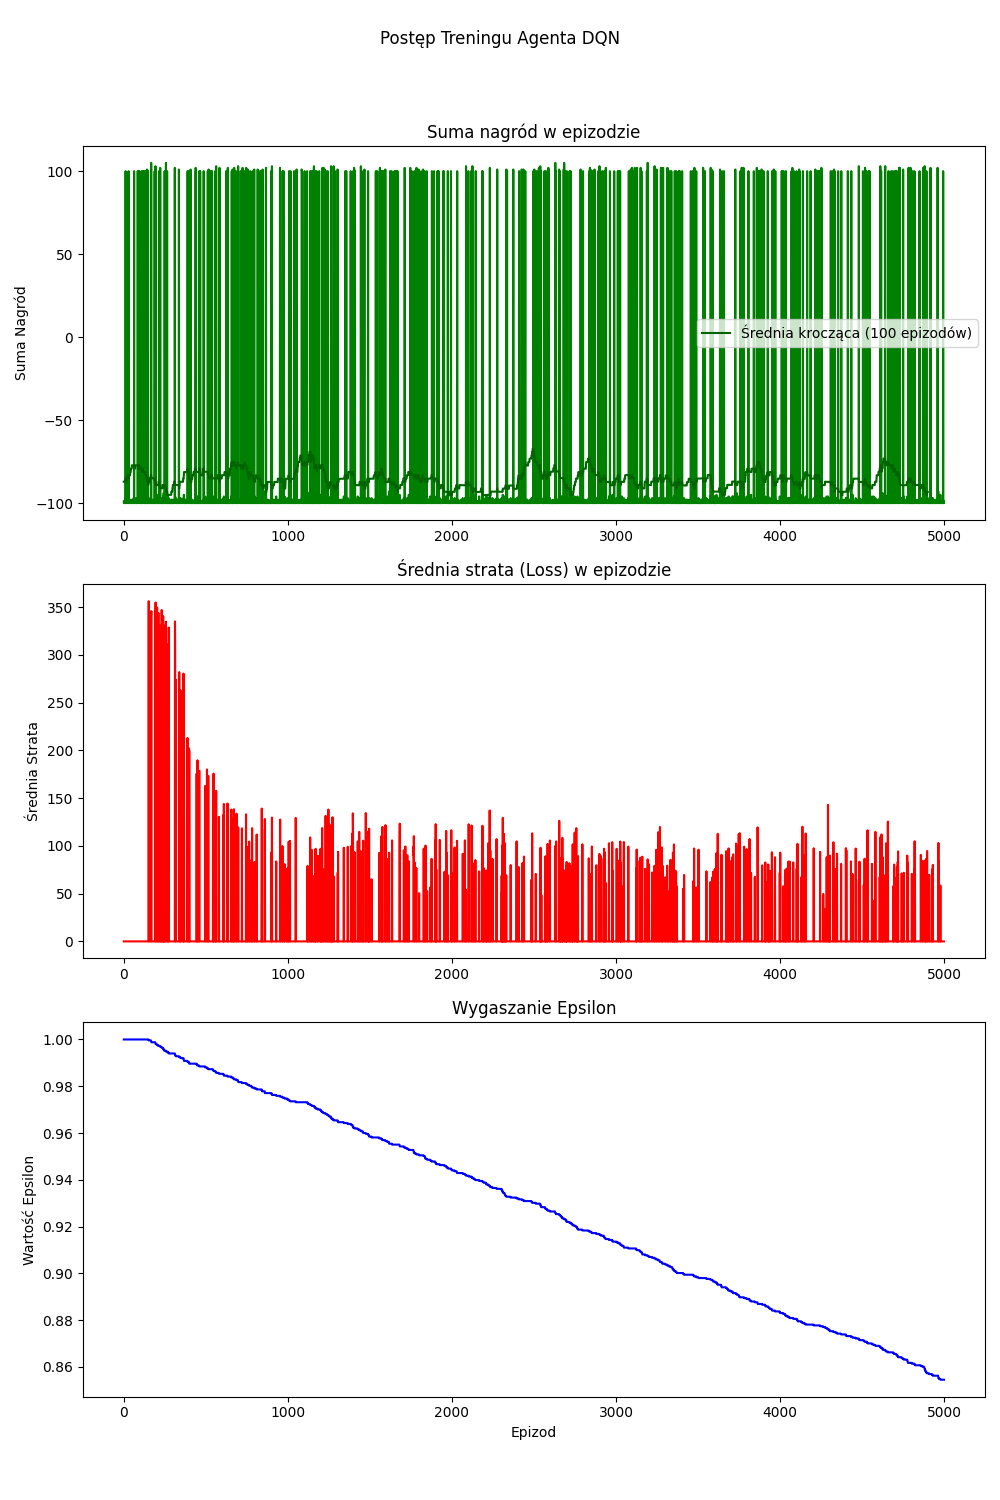 Postęp Treningu Agenta DQN
Suma nagród w epizodzie
Suma Nagród
100
50
0
−50
−100
Średnia krocząca (100 epizodów)
0 1000 2000 3000 4000 5000
Średnia strata (Loss) w epizodzie
Średnia Strata
350
300
250
200
150
100
50
0
0 1000 2000 3000 4000 5000
Wygaszanie Epsilon
Wartość Epsilon
1.00
0.98
0.96
0.94
0.92
0.90
0.88
0.86
0 1000 2000 3000 4000 5000
Epizod